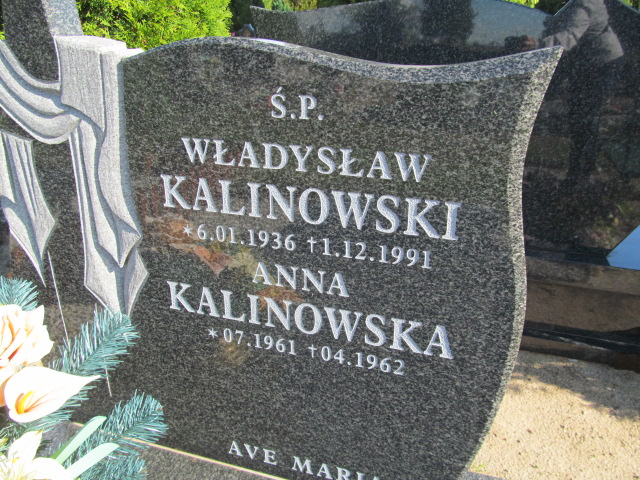 Ś.P.
WŁADYSŁAW
KALINOWSKI
*6.01.1936 †1.12.1991
ANNA
KALINOWSKA
*07.1961 †04.1962
AVE MARIA